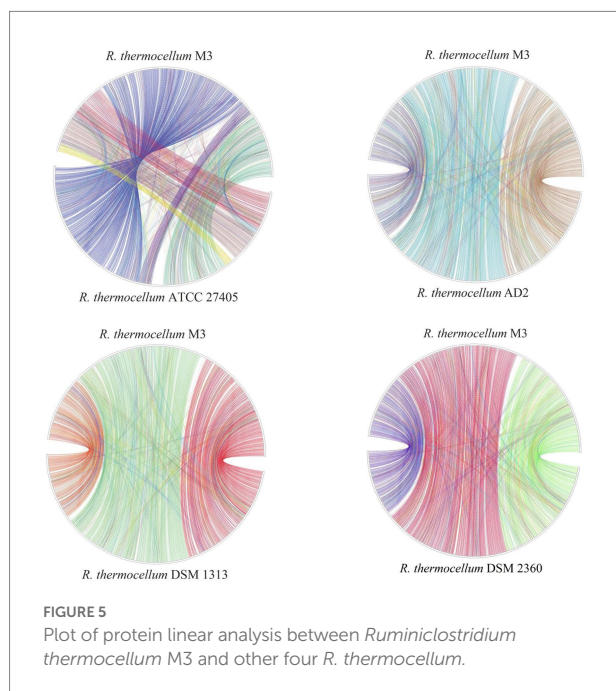 R. thermocellum M3
R. thermocellum M3
R. thermocellum ATCC 27405
R. thermocellum AD2
R. thermocellum M3
R. thermocellum M3
R. thermocellum DSM 1313
R. thermocellum DSM 2360
FIGURE 5
Plot of protein linear analysis between Ruminiclostridium
thermocellum M3 and other four R. thermocellum.